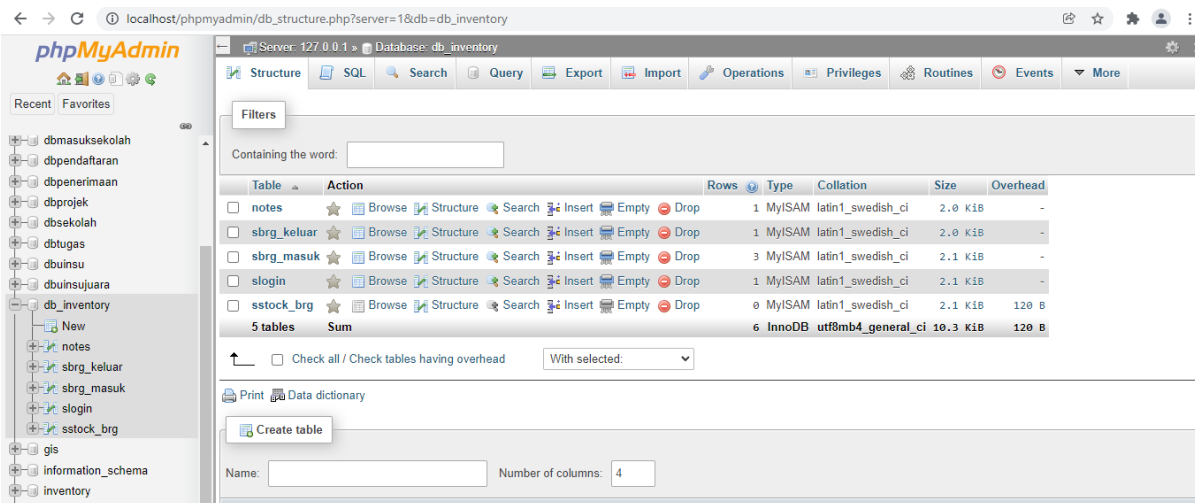 localhost/phpmyadmin/db_structure.php?server=1&db=db_inventory
phpMyAdmin
Recent Favorites
dbmasuksekolah
dbpendaftaran
dbpenerimaan
dbprojek
dbsekolah
dbtugas
dbuinsu
dbuinsujuara
db_inventory
New
notes
sbrg_keluar
sbrg_masuk
slogin
sstock_brg
gis
information_schema
inventory
Server: 127.0.0.1 » Database: db_inventory
Structure SQL Search Query Export Import Operations Privileges Routines Events More
Filters
Containing the word:
Table Action Rows Type Collation Size Overhead
notes Browse Structure Search Insert Empty Drop 1 MyISAM latin1_swedish_ci 2.0 KiB -
sbrg_keluar Browse Structure Search Insert Empty Drop 1 MyISAM latin1_swedish_ci 2.0 KiB -
sbrg_masuk Browse Structure Search Insert Empty Drop 3 MyISAM latin1_swedish_ci 2.1 KiB -
slogin Browse Structure Search Insert Empty Drop 1 MyISAM latin1_swedish_ci 2.1 KiB -
sstock_brg Browse Structure Search Insert Empty Drop 0 MyISAM latin1_swedish_ci 2.1 KiB 120 B
5 tables Sum 6 InnoDB utf8mb4_general_ci 10.3 KiB 120 B
Check all / Check tables having overhead With selected:
Print Data dictionary
Create table
Name: Number of columns: 4